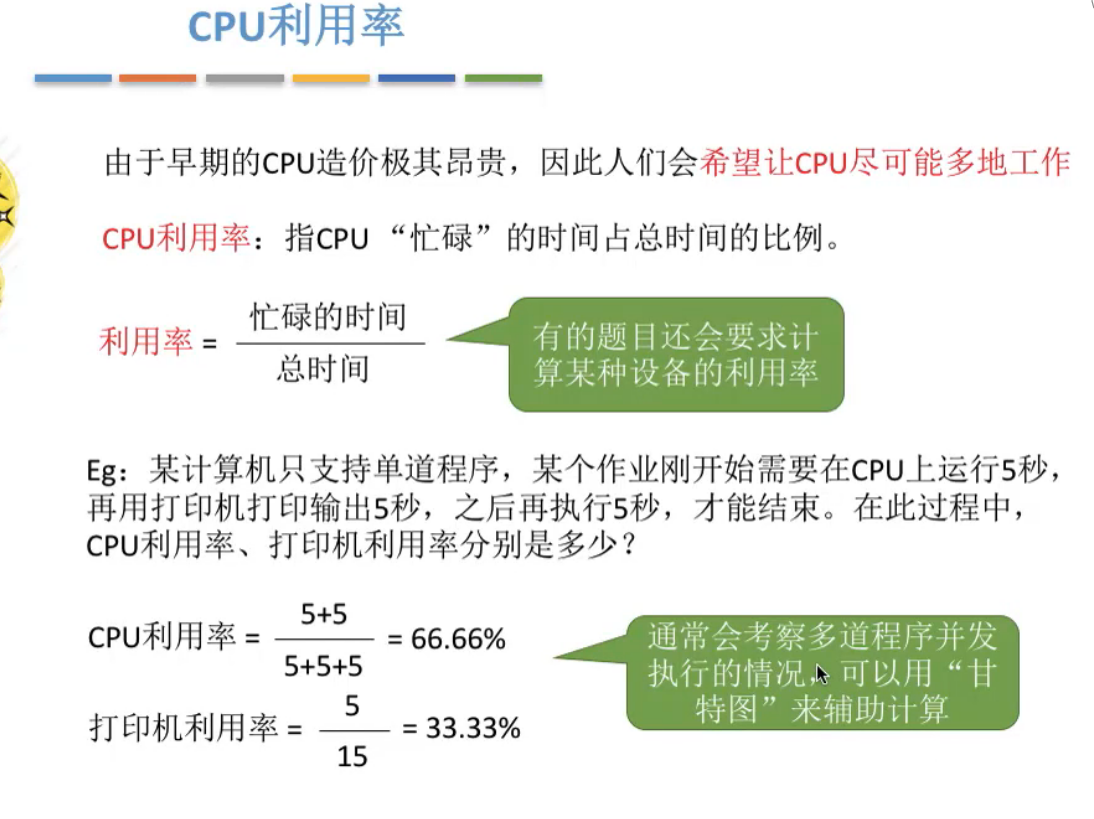 CPU利用率
由于早期的CPU造价极其昂贵，因此人们会希望让CPU尽可能多地工作
CPU利用率：指CPU “忙碌”的时间占总时间的比例。
利用率 =
忙碌的时间
总时间
有的题目还会要求计
算某种设备的利用率
Eg：某计算机只支持单道程序，某个作业刚开始需要在CPU上运行5秒，
再用打印机打印输出5秒，之后再执行5秒，才能结束。在此过程中，
CPU利用率、打印机利用率分别是多少？
CPU利用率 =
5+5
5+5+5
= 66.66%
通常会考察多道程序并发
执行的情况，可以用“甘
特图”来辅助计算
打印机利用率 =
5
15
= 33.33%